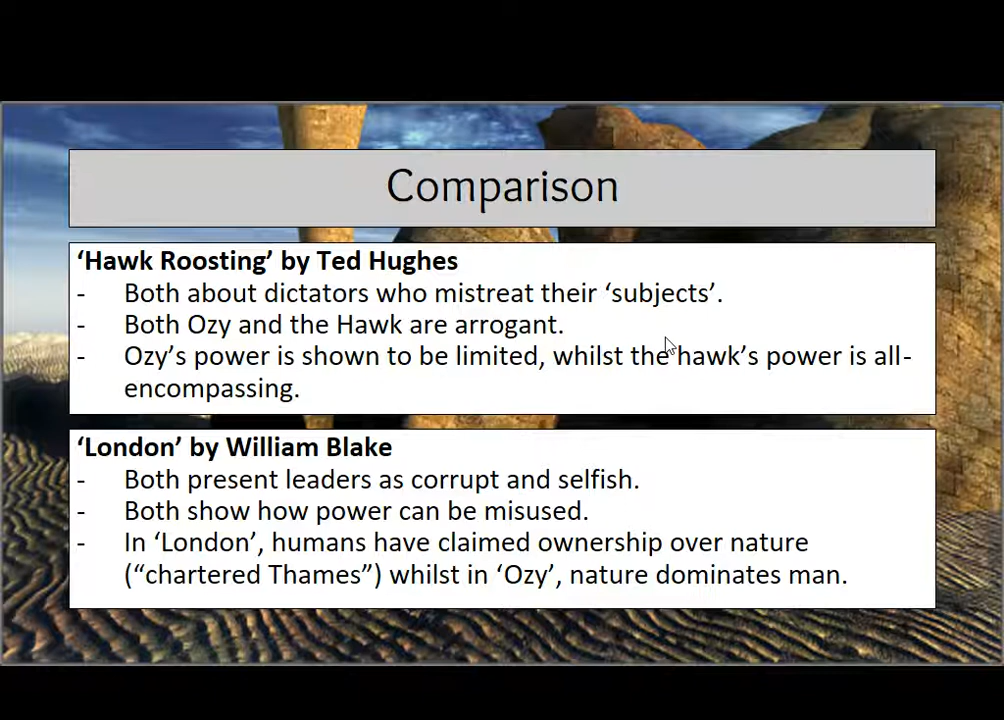 Comparison
‘Hawk Roosting’ by Ted Hughes
- Both about dictators who mistreat their ‘subjects’.
- Both Ozy and the Hawk are arrogant.
- Ozy’s power is shown to be limited, whilst the hawk’s power is all-
encompassing.
‘London’ by William Blake
- Both present leaders as corrupt and selfish.
- Both show how power can be misused.
- In ‘London’, humans have claimed ownership over nature
(“chartered Thames”) whilst in ‘Ozy’, nature dominates man.